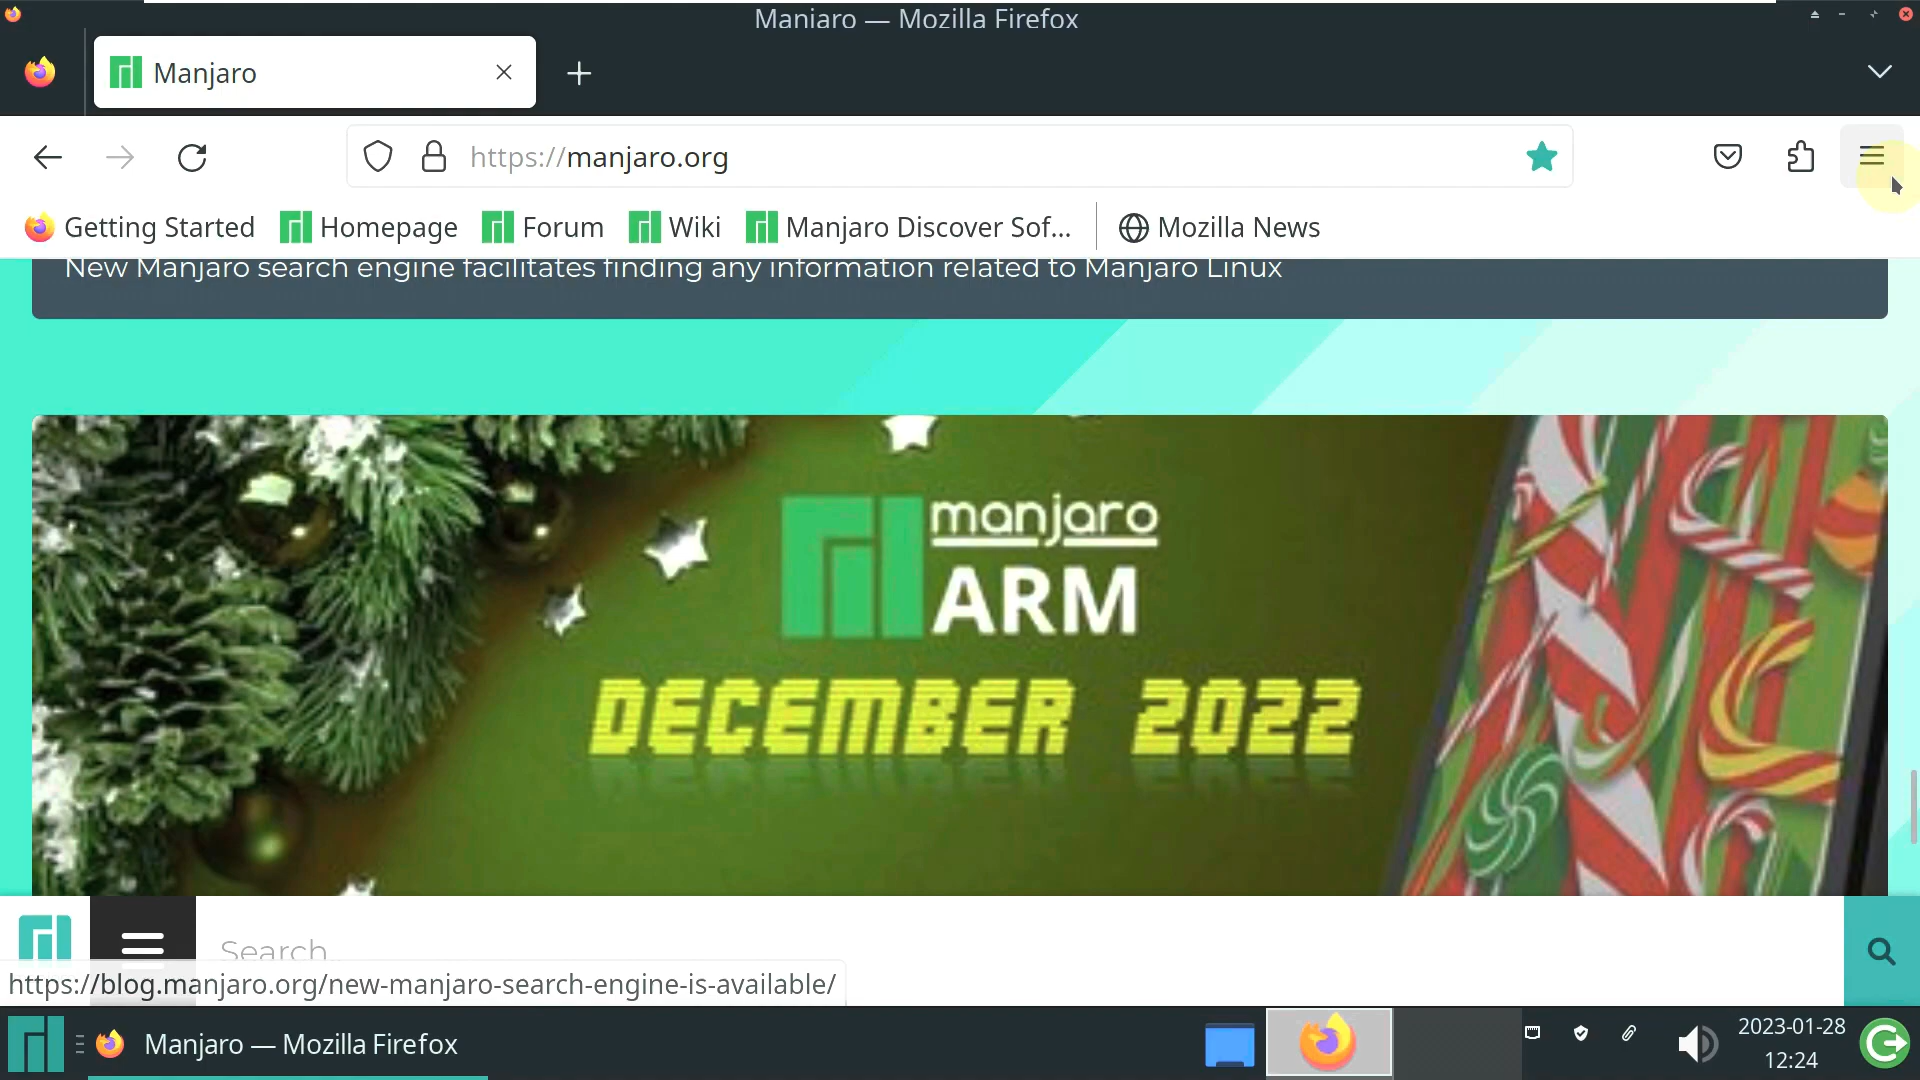 Manjaro — Mozilla Firefox
Manjaro
https://manjaro.org
Getting Started Homepage Forum Wiki Manjaro Discover Sof... Mozilla News
New Manjaro search engine facilitates finding any information related to Manjaro Linux
manjaro
ARM
DECEMBER 2022
Search
https://blog.manjaro.org/new-manjaro-search-engine-is-available/
Manjaro — Mozilla Firefox
2023-01-28
12:24